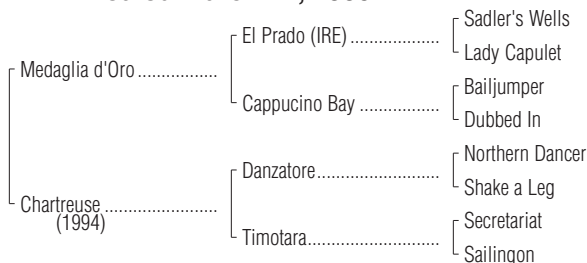 Sadler's Wells
El Prado (IRE)
Lady Capulet
Medaglia d'Oro
Bailjumper
Cappucino Bay
Dubbed In
Northern Dancer
Danzatore
Shake a Leg
Chartreuse
(1994)
Secretariat
Timotara
Sailingon